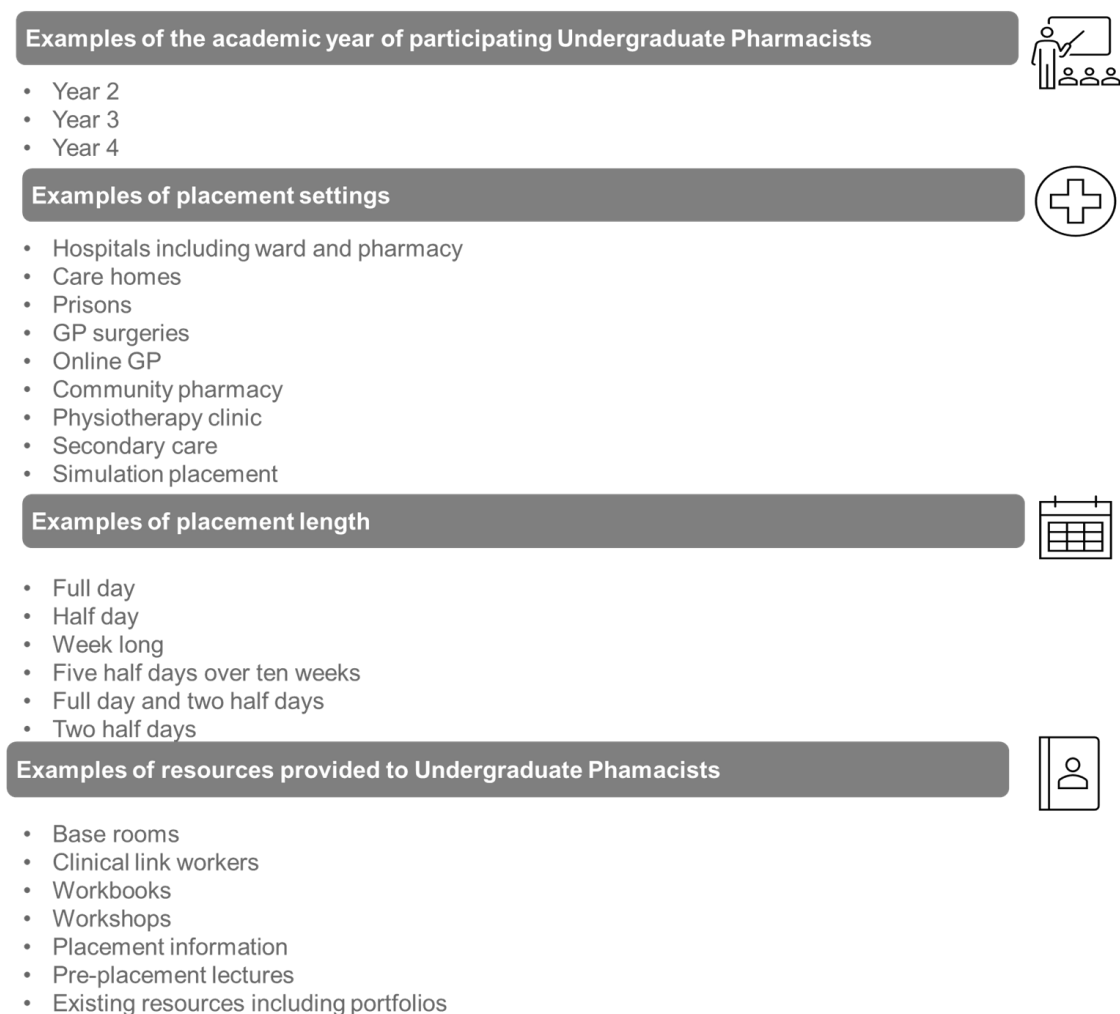 Examples of the academic year of participating Undergraduate Pharmacists
• Year 2
• Year 3
• Year 4
Examples of placement settings
• Hospitals including ward and pharmacy
• Care homes
• Prisons
• GP surgeries
• Online GP
• Community pharmacy
• Physiotherapy clinic
• Secondary care
• Simulation placement
Examples of placement length
• Full day
• Half day
• Week long
• Five half days over ten weeks
• Full day and two half days
• Two half days
Examples of resources provided to Undergraduate Phamacists
• Base rooms
• Clinical link workers
• Workbooks
• Workshops
• Placement information
• Pre-placement lectures
• Existing resources including portfolios